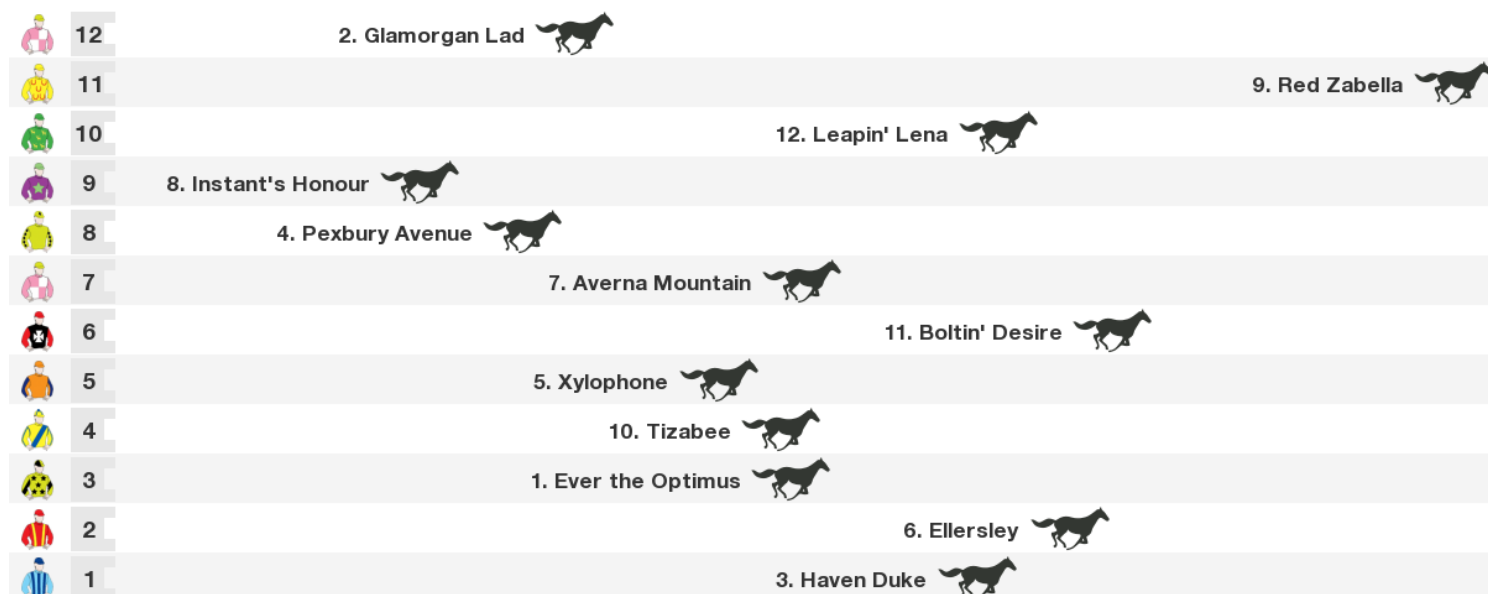 12 2. Glamorgan Lad
11 9. Red Zabella
10 12. Leapin' Lena
9 8. Instant's Honour
8 4. Pexbury Avenue
7 7. Averna Mountain
6 11. Boltin' Desire
5 5. Xylophone
4 10. Tizabee
3 1. Ever the Optimus
2 6. Ellersley
1 3. Haven Duke